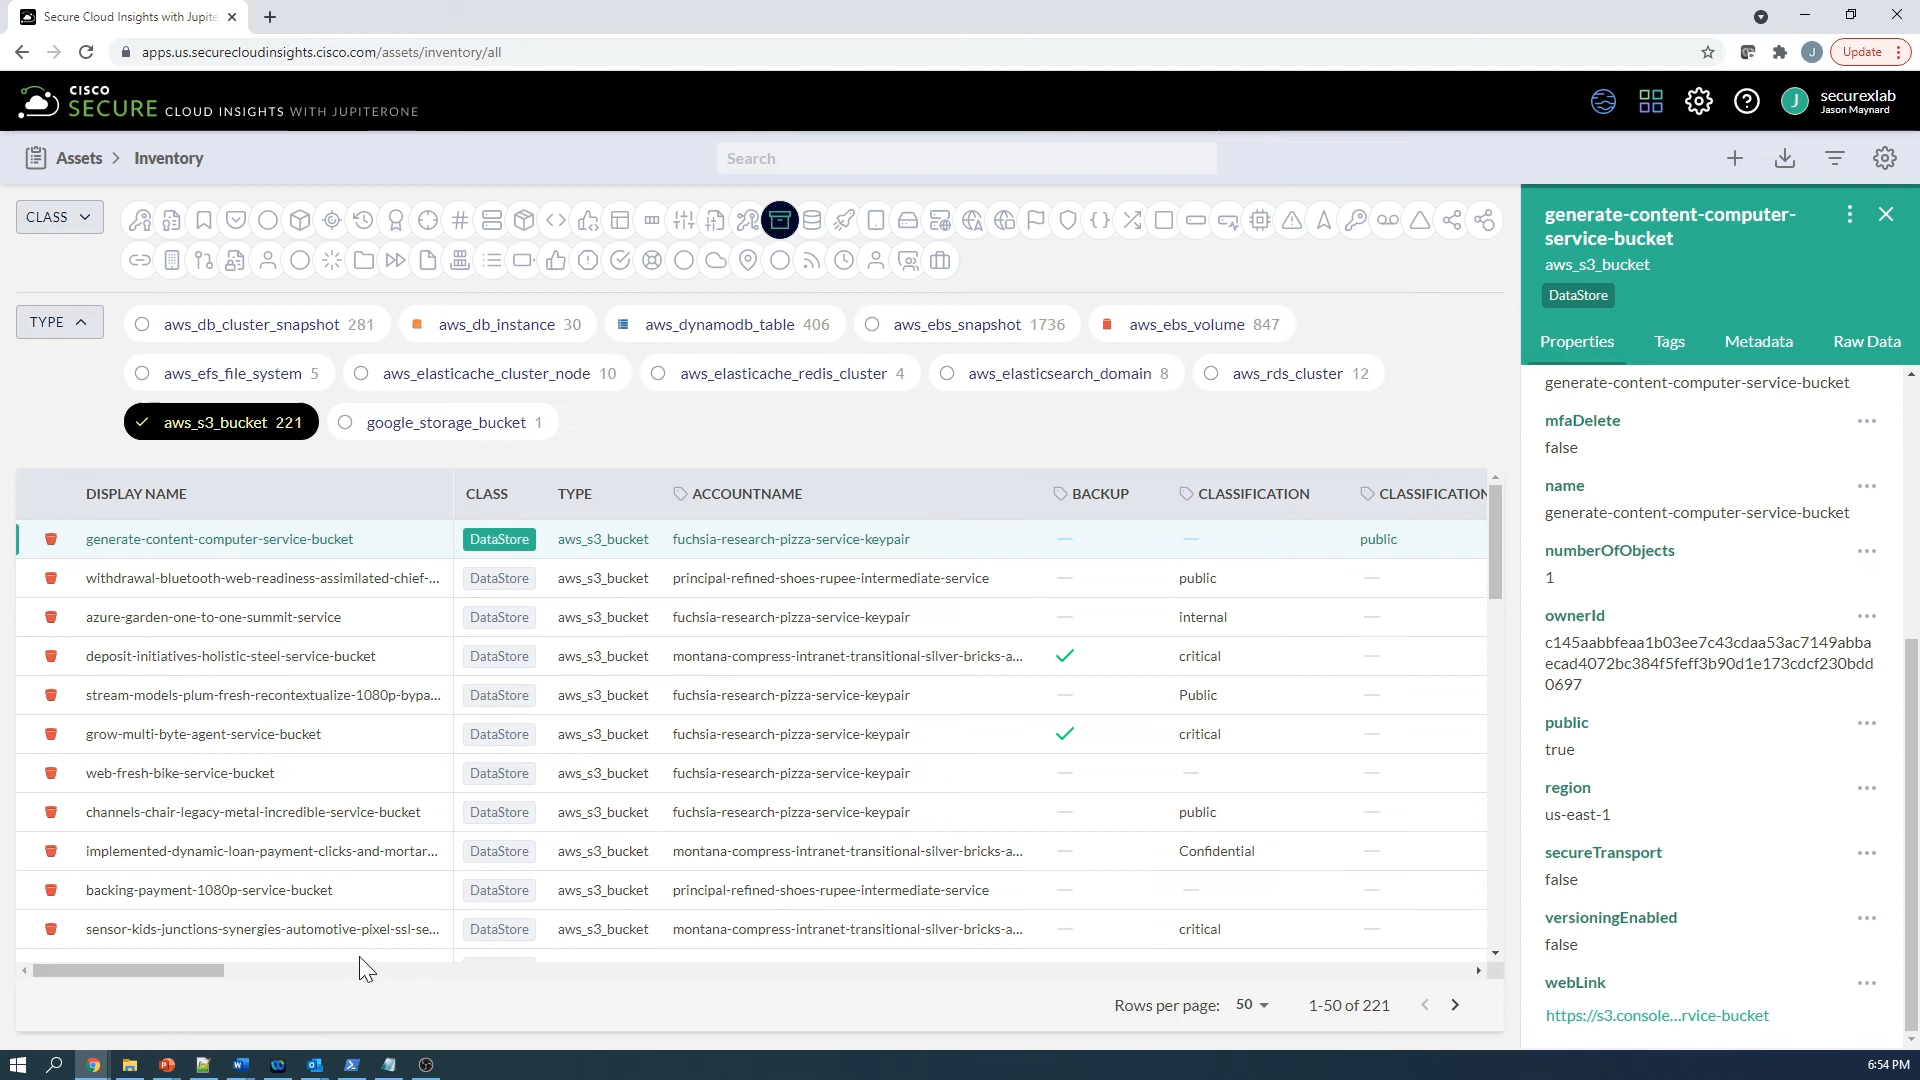 Secure Cloud Insights with Jupite
apps.us.securecloudinsights.cisco.com/assets/inventory/all
J
Update
CISCO
SECURE CLOUD INSIGHTS WITH JUPITERONE
J
securexlab
Jason Maynard
Assets > Inventory
Search
CLASS
TYPE
aws_db_cluster_snapshot 281
aws_db_instance 30
aws_dynamodb_table 406
aws_ebs_snapshot 1736
aws_ebs_volume 847
aws_efs_file_system 5
aws_elasticache_cluster_node 10
aws_elasticache_redis_cluster 4
aws_elasticsearch_domain 8
aws_rds_cluster 12
aws_s3_bucket 221
google_storage_bucket 1
DISPLAY NAME CLASS TYPE ACCOUNTNAME BACKUP CLASSIFICATION CLASSIFICATION
generate-content-computer-service-bucket DataStore aws_s3_bucket fuchsia-research-pizza-service-keypair — — public
withdrawal-bluetooth-web-readiness-assimilated-chief-... DataStore aws_s3_bucket principal-refined-shoes-rupee-intermediate-service — public —
azure-garden-one-to-one-summit-service DataStore aws_s3_bucket fuchsia-research-pizza-service-keypair — internal —
deposit-initiatives-holistic-steel-service-bucket DataStore aws_s3_bucket montana-compress-intranet-transitional-silver-bricks-a... critical —
stream-models-plum-fresh-recontextualize-1080p-bypa... DataStore aws_s3_bucket fuchsia-research-pizza-service-keypair — Public —
grow-multi-byte-agent-service-bucket DataStore aws_s3_bucket fuchsia-research-pizza-service-keypair critical —
web-fresh-bike-service-bucket DataStore aws_s3_bucket fuchsia-research-pizza-service-keypair — — —
channels-chair-legacy-metal-incredible-service-bucket DataStore aws_s3_bucket fuchsia-research-pizza-service-keypair — public —
implemented-dynamic-loan-payment-clicks-and-mortar... DataStore aws_s3_bucket montana-compress-intranet-transitional-silver-bricks-a... — Confidential —
backing-payment-1080p-service-bucket DataStore aws_s3_bucket principal-refined-shoes-rupee-intermediate-service — — —
sensor-kids-junctions-synergies-automotive-pixel-ssl-se... DataStore aws_s3_bucket montana-compress-intranet-transitional-silver-bricks-a... — critical —
Rows per page: 50 1-50 of 221
generate-content-computer-
service-bucket
aws_s3_bucket
DataStore
Properties Tags Metadata Raw Data
generate-content-computer-service-bucket
mfaDelete
false
name
generate-content-computer-service-bucket
numberOfObjects
1
ownerId
c145aabbfeaa1b03ee7c43cdaa53ac7149abba
ecad4072bc384f5feff3b90d1e173cdcf230bdd
0697
public
true
region
us-east-1
secureTransport
false
versioningEnabled
false
webLink
https://s3.console...rvice-bucket
6:54 PM